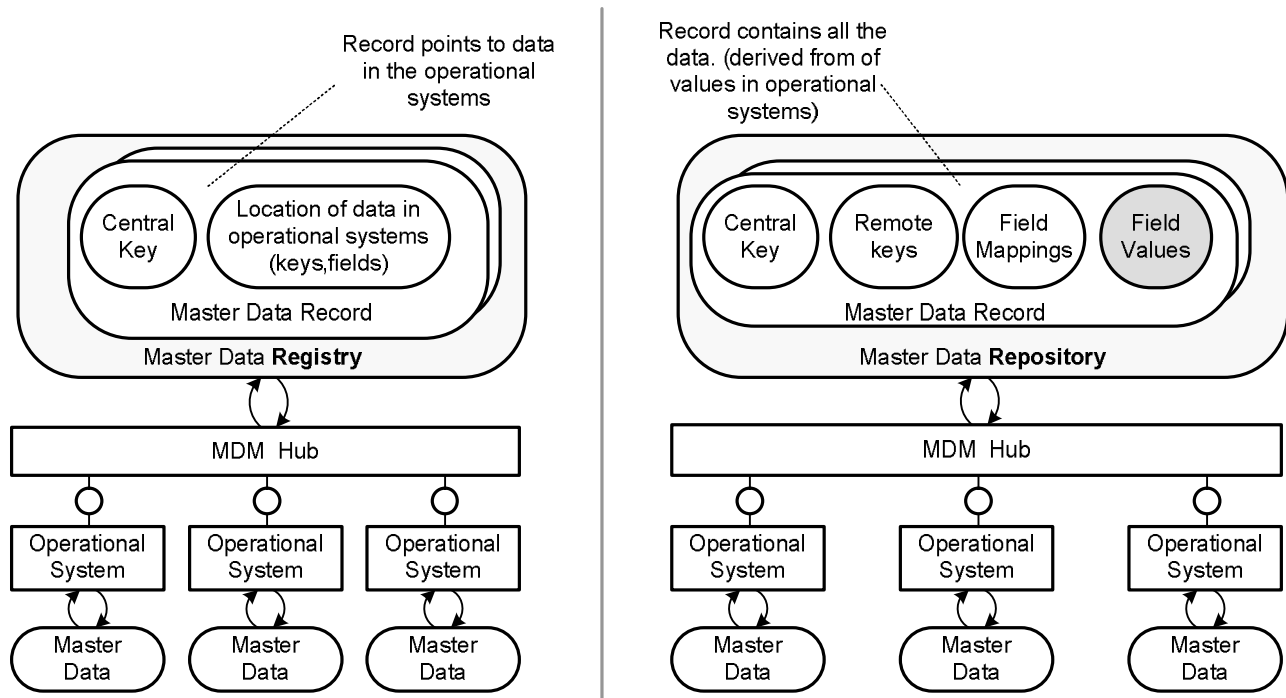 Record points to data
in the operational
systems
Central
Key
Location of data in
operational systems
(keys,fields)
Master Data Record
Master Data Registry
MDM Hub
Operational
System
Operational
System
Operational
System
Master
Data
Master
Data
Master
Data
Record contains all the
data. (derived from of
values in operational
systems)
Central
Key
Remote
keys
Field
Mappings
Field
Values
Master Data Record
Master Data Repository
MDM Hub
Operational
System
Operational
System
Operational
System
Master
Data
Master
Data
Master
Data